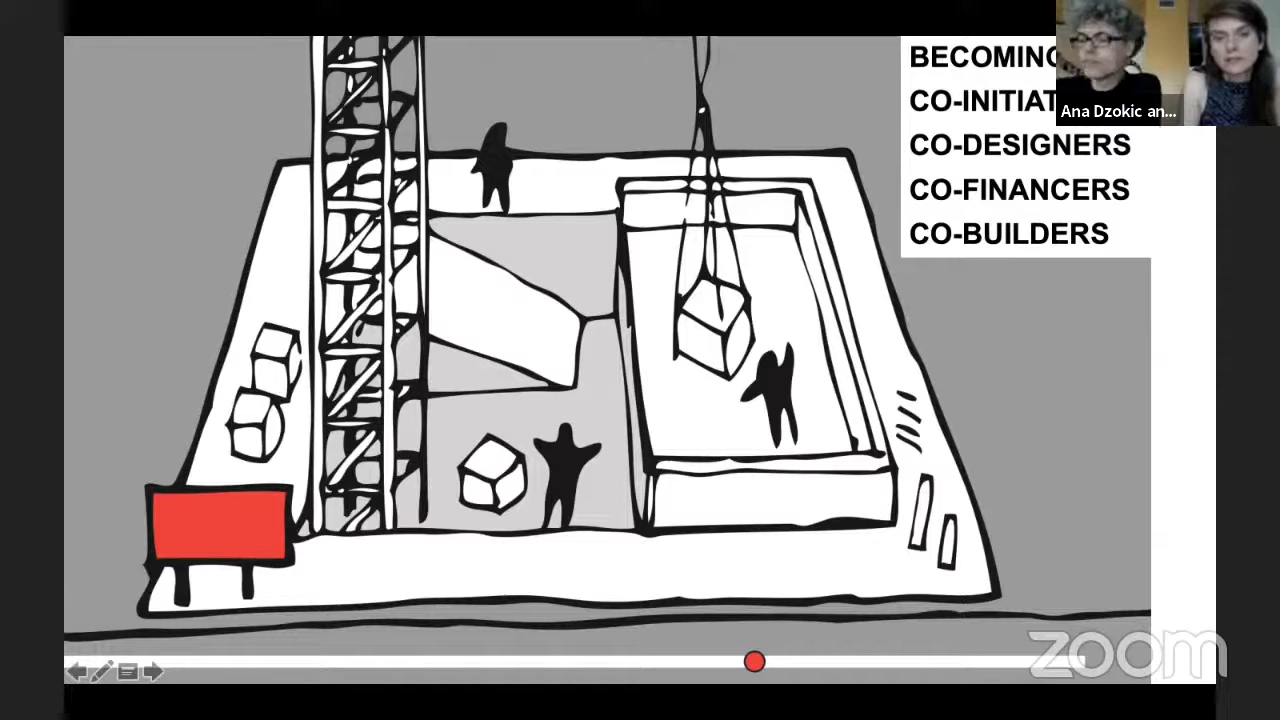 BECOMING
CO-INITIAT
CO-DESIGNERS
CO-FINANCERS
CO-BUILDERS
Ana Dzokic an...
zoom